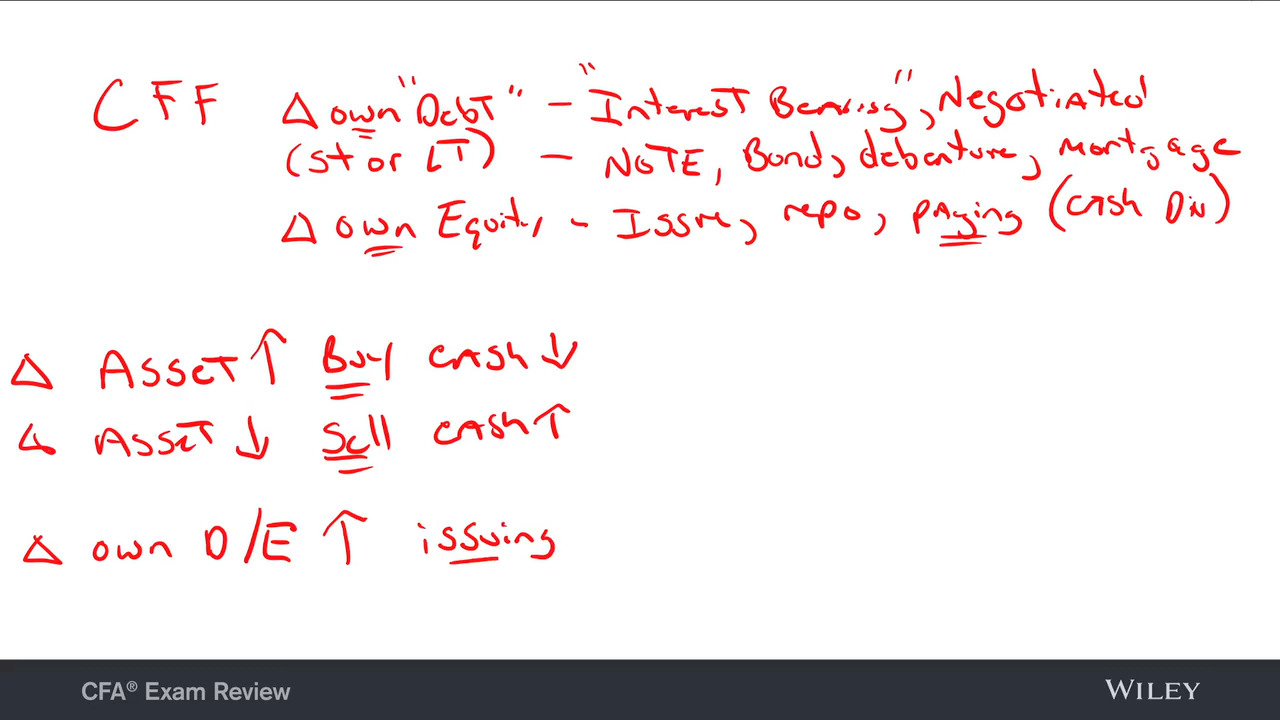 CFF Δ own "Debt" - "Interest Bearing", Negotiated
(St or LT) - NOTE, Bond, debenture, mortgage
Δ own Equity - Issue, repo, paying (cash Div)
Δ Asset ↑ Buy cash ↓
Δ Asset ↓ Sell cash ↑
Δ own D/E ↑ issuing
CFA® Exam Review WILEY